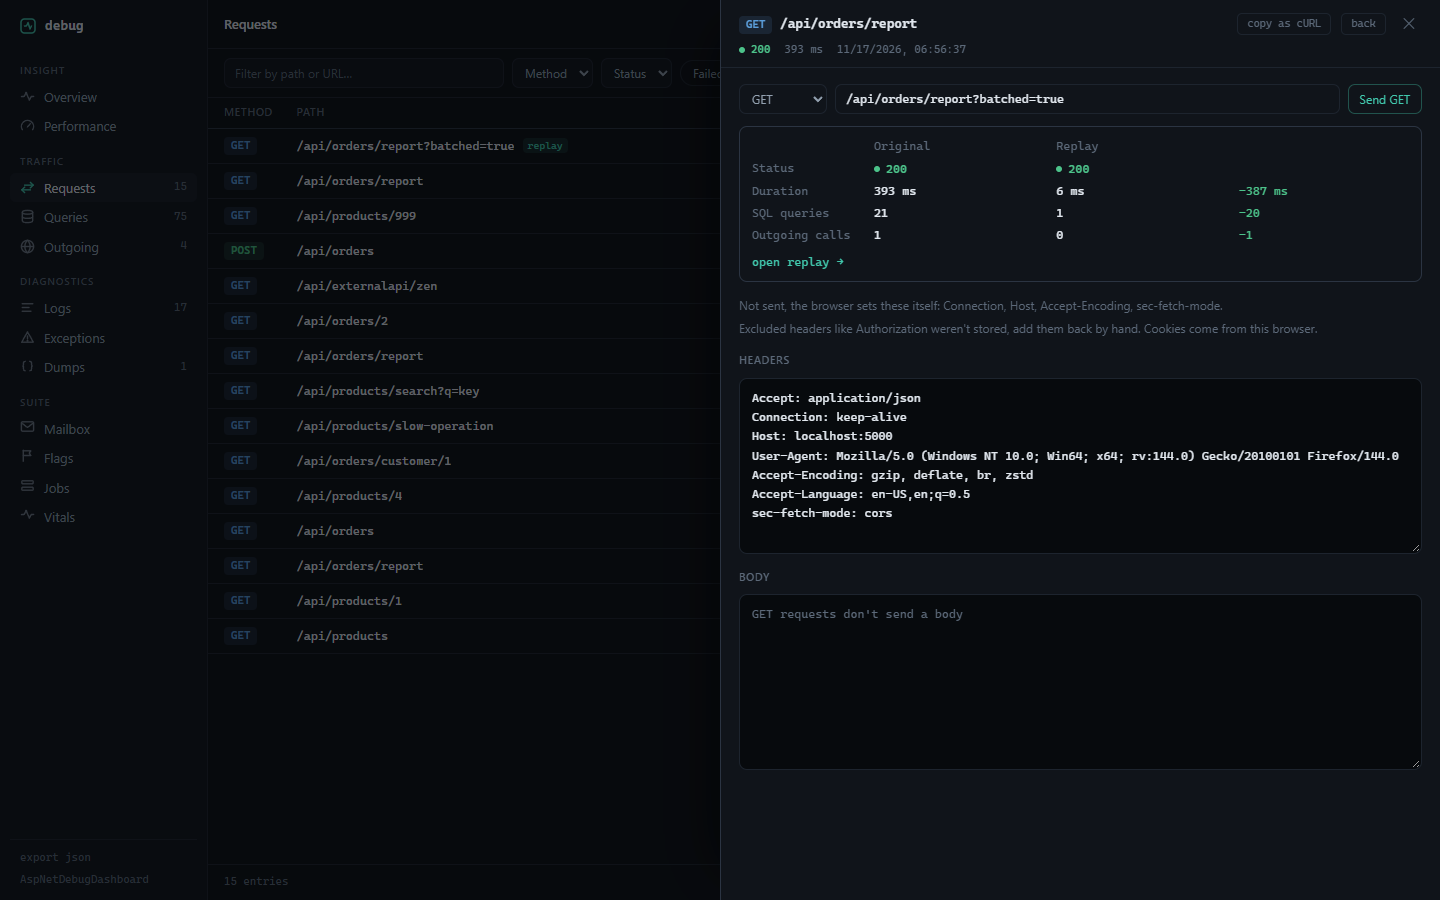 debug
INSIGHT
Overview
Performance
TRAFFIC
Requests 15
Queries 75
Outgoing 4
DIAGNOSTICS
Logs 17
Exceptions
Dumps 1
SUITE
Mailbox
Flags
Jobs
Vitals
export json
AspNetDebugDashboard
Requests
Filter by path or URL...
Method
Status
Failed
METHOD PATH
GET /api/orders/report?batched=true replay
GET /api/orders/report
GET /api/products/999
POST /api/orders
GET /api/externalapi/zen
GET /api/orders/2
GET /api/orders/report
GET /api/products/search?q=key
GET /api/products/slow-operation
GET /api/orders/customer/1
GET /api/products/4
GET /api/orders
GET /api/orders/report
GET /api/products/1
GET /api/products
15 entries
GET /api/orders/report copy as cURL back
200 393 ms 11/17/2026, 06:56:37
GET /api/orders/report?batched=true Send GET
Original Replay
Status 200 200
Duration 393 ms 6 ms −387 ms
SQL queries 21 1 −20
Outgoing calls 1 0 −1
open replay →
Not sent, the browser sets these itself: Connection, Host, Accept-Encoding, sec-fetch-mode.
Excluded headers like Authorization weren't stored, add them back by hand. Cookies come from this browser.
HEADERS
Accept: application/json
Connection: keep-alive
Host: localhost:5000
User-Agent: Mozilla/5.0 (Windows NT 10.0; Win64; x64; rv:144.0) Gecko/20100101 Firefox/144.0
Accept-Encoding: gzip, deflate, br, zstd
Accept-Language: en-US,en;q=0.5
sec-fetch-mode: cors
BODY
GET requests don't send a body